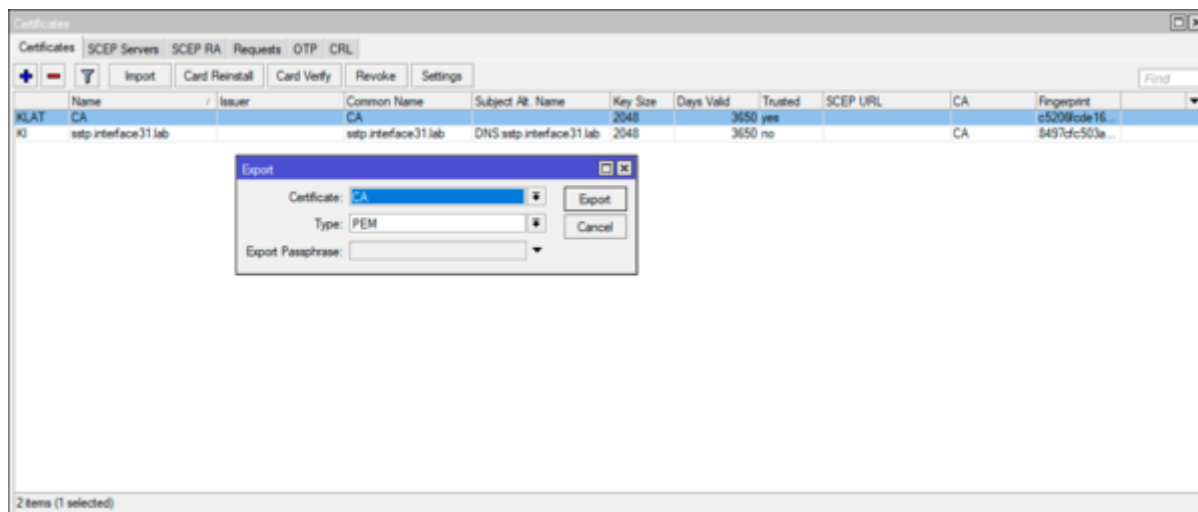 Certificates
Certificates SCEP Servers SCEP RA Requests OTP CRL
Import Card Reinstall Card Verify Revoke Settings Find
Name / Issuer Common Name Subject Alt. Name Key Size Days Valid Trusted SCEP URL CA Fingerprint
KLAT CA CA 2048 3650 yes c5209fcde16...
KI sstp.interface31.lab sstp.interface31.lab DNS:sstp.interface31.lab 2048 3650 no CA 8497cfc503a...
Export
Certificate: CA Export
Type: PEM Cancel
Export Passphrase:
2 items (1 selected)